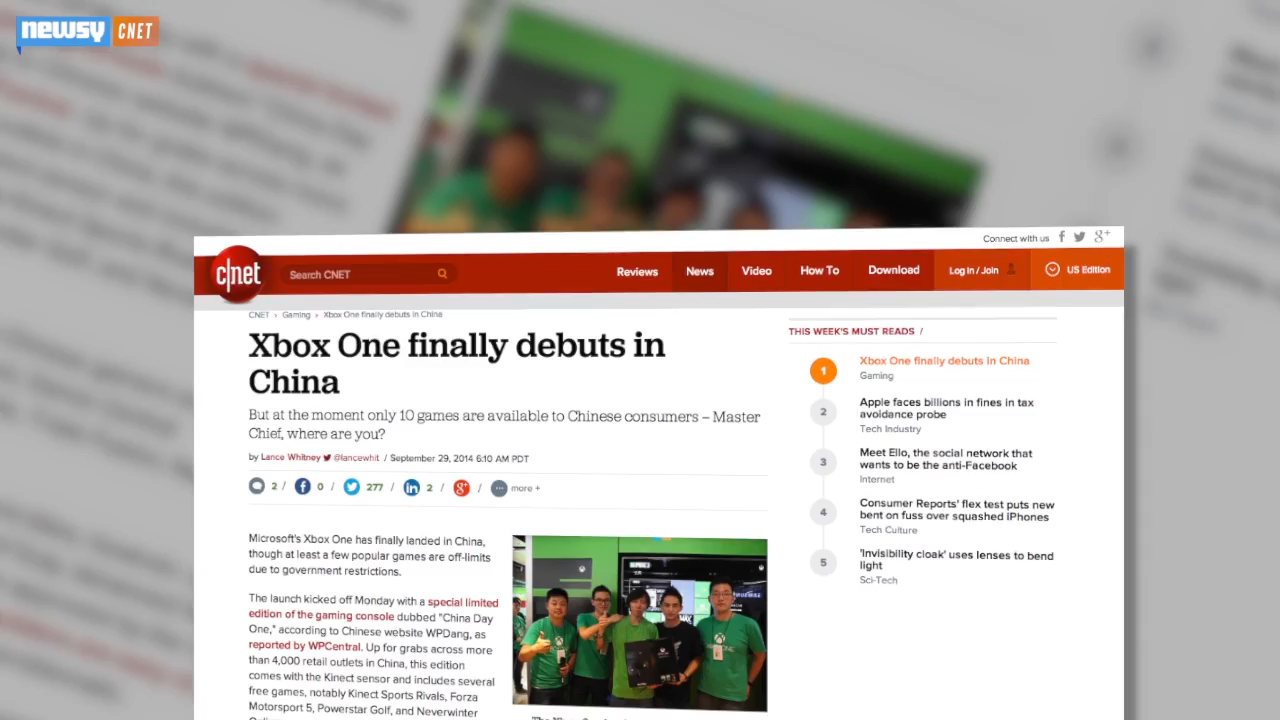 newsy CNET
Connect with us
c|net
Search CNET
Reviews News Video How To Download Log in / Join US Edition
CNET › Gaming › Xbox One finally debuts in China
Xbox One finally debuts in
China
But at the moment only 10 games are available to Chinese consumers – Master
Chief, where are you?
by Lance Whitney @lancewhit / September 29, 2014 6:10 AM PDT
2 / 0 / 277 / 2 / / more +
Microsoft's Xbox One has finally landed in China,
though at least a few popular games are off-limits
due to government restrictions.
The launch kicked off Monday with a special limited
edition of the gaming console dubbed "China Day
One," according to Chinese website WPDang, as
reported by WPCentral. Up for grabs across more
than 4,000 retail outlets in China, this edition
comes with the Kinect sensor and includes several
free games, notably Kinect Sports Rivals, Forza
Motorsport 5, Powerstar Golf, and Neverwinter
THIS WEEK'S MUST READS /
1
Xbox One finally debuts in China
Gaming
2
Apple faces billions in fines in tax
avoidance probe
Tech Industry
3
Meet Ello, the social network that
wants to be the anti-Facebook
Internet
4
Consumer Reports' flex test puts new
bent on fuss over squashed iPhones
Tech Culture
5
'Invisibility cloak' uses lenses to bend
light
Sci-Tech